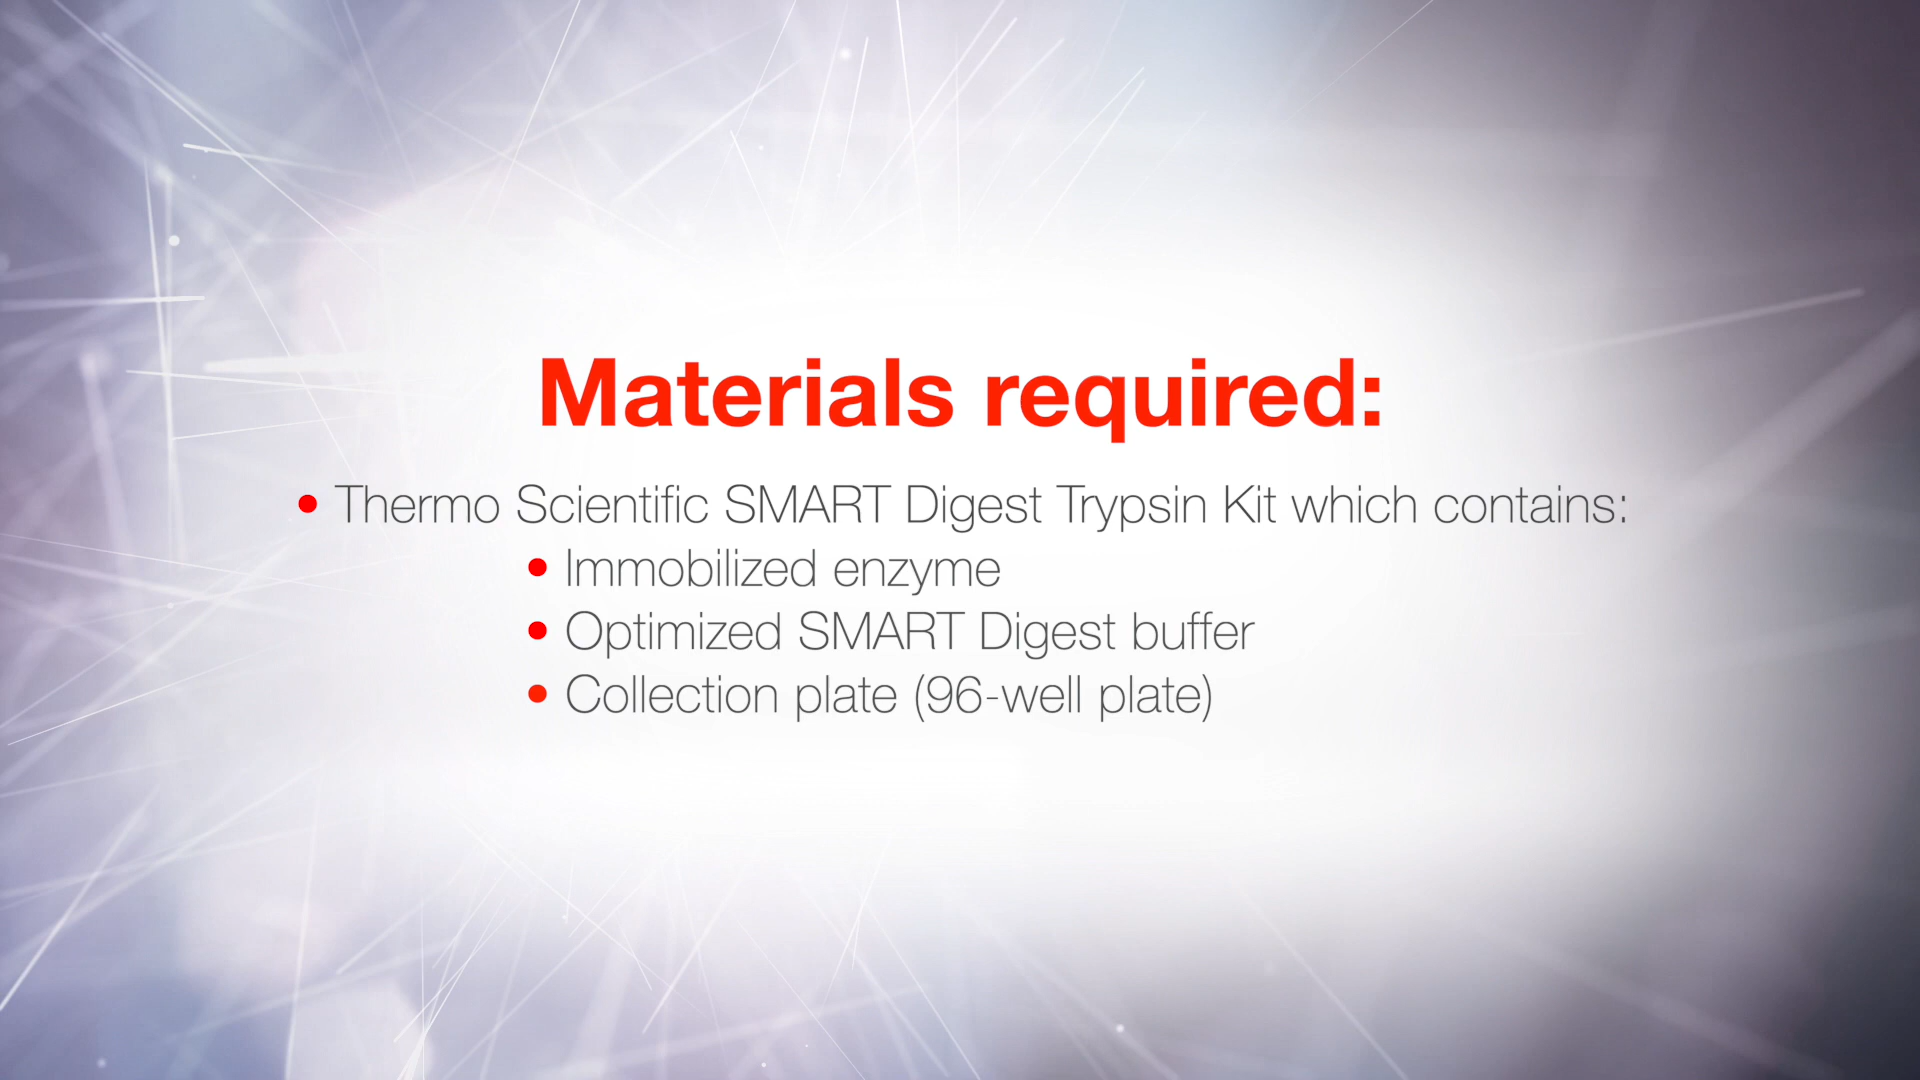 Materials required:
• Thermo Scientific SMART Digest Trypsin Kit which contains:
• Immobilized enzyme
• Optimized SMART Digest buffer
• Collection plate (96-well plate)